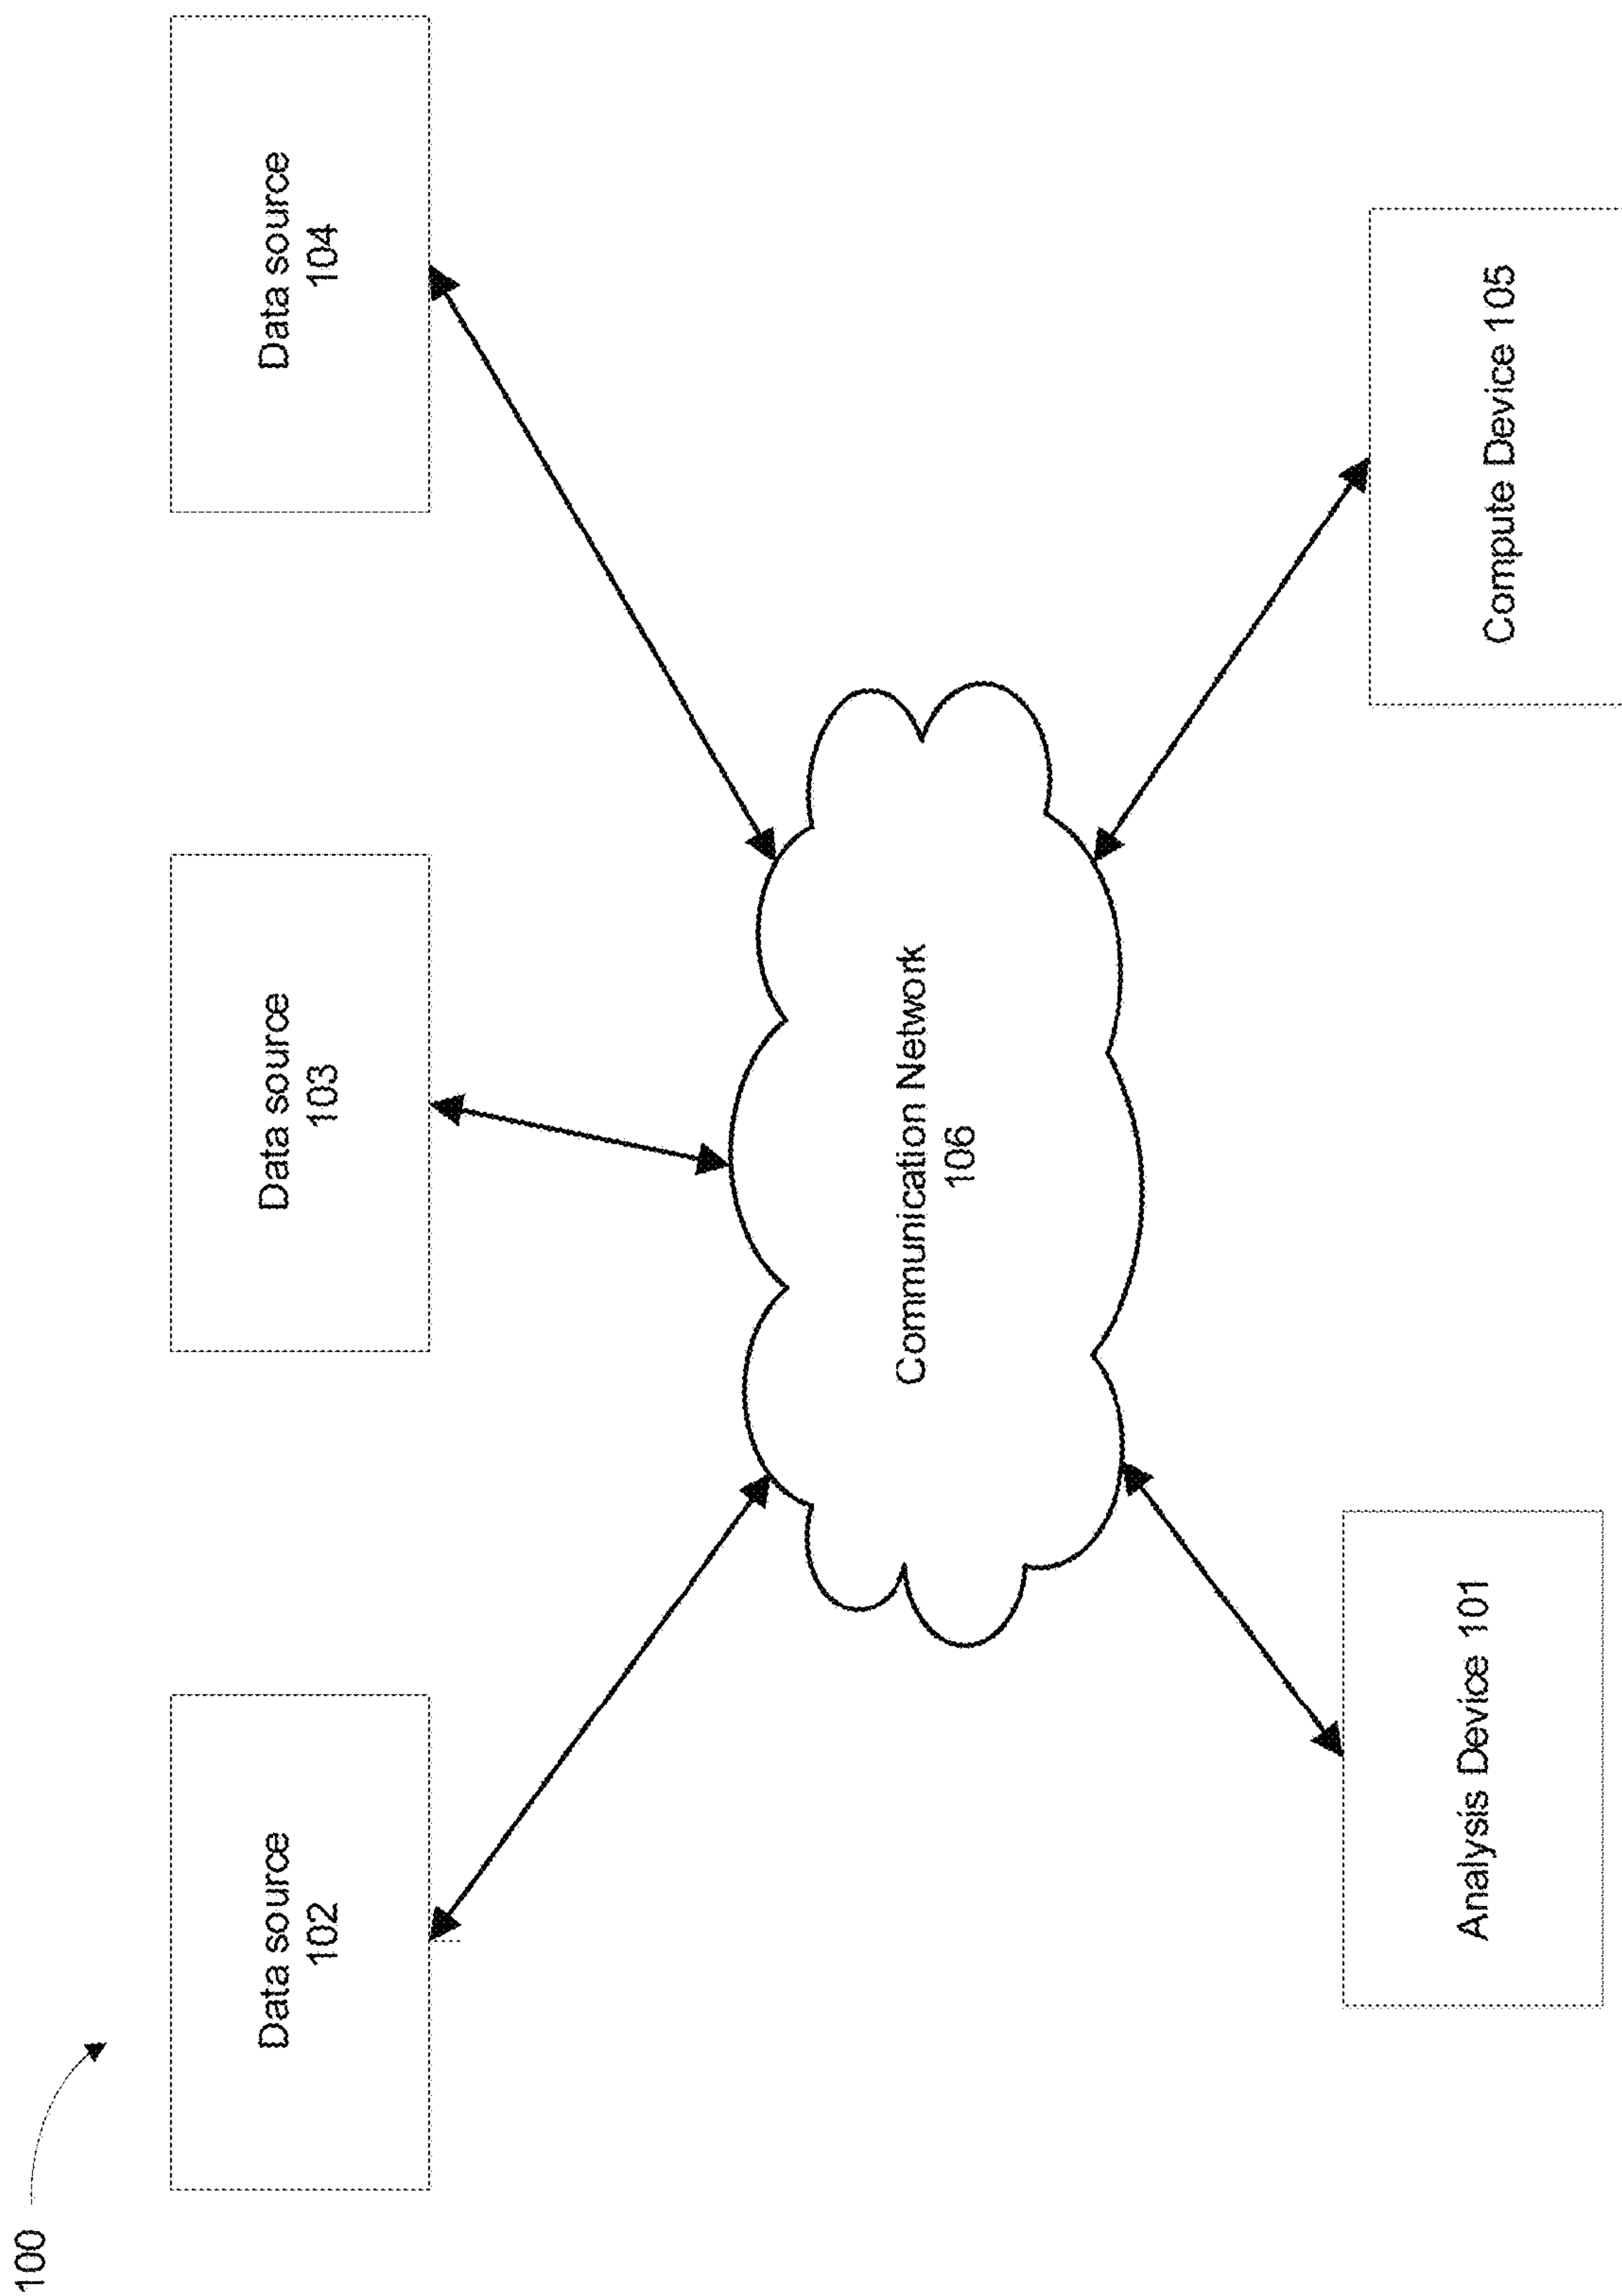 100
Data source
102
Data source
103
Data source
104
Communication Network
106
Analysis Device 101
Compute Device 105